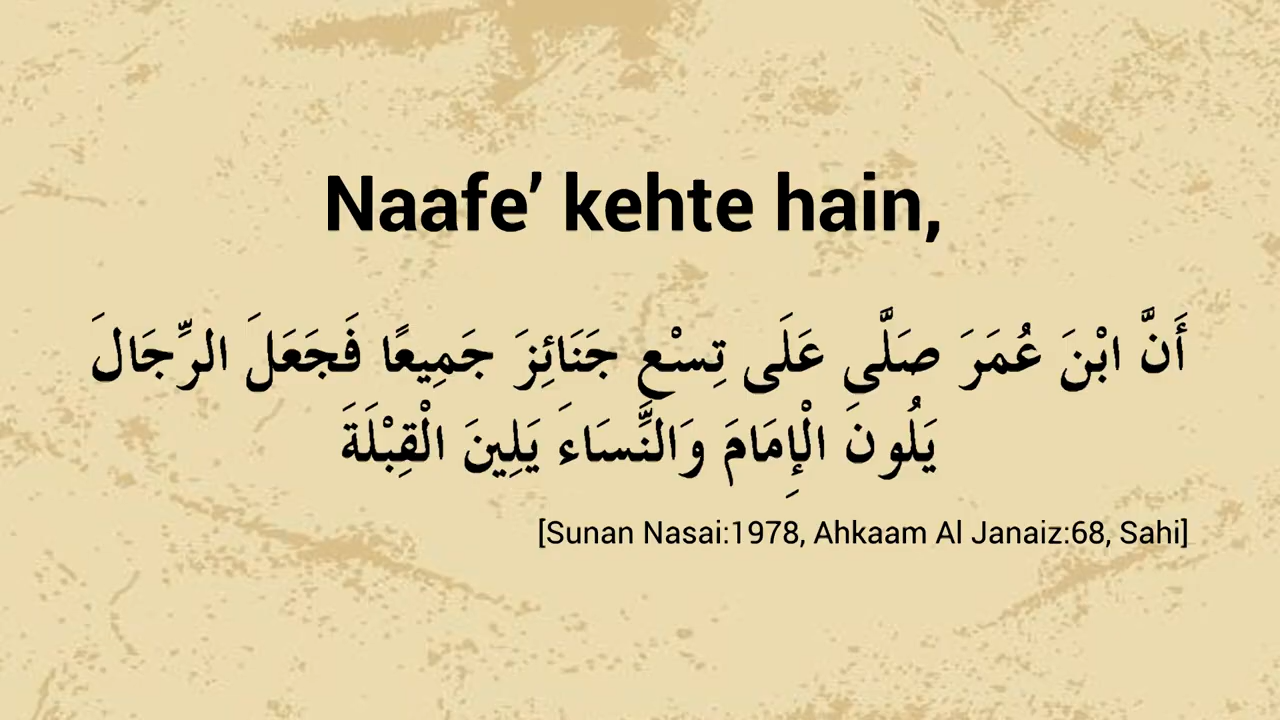 Naafe’ kehte hain,
أَنَّ ابْنَ عُمَرَ صَلَّى عَلَى تِسْعِ جَنَائِزَ جَمِيعًا فَجَعَلَ الرِّجَالَ
يَلُونَ الْإِمَامَ وَالنِّسَاءَ يَلِينَ الْقِبْلَةَ
[Sunan Nasai:1978, Ahkaam Al Janaiz:68, Sahi]